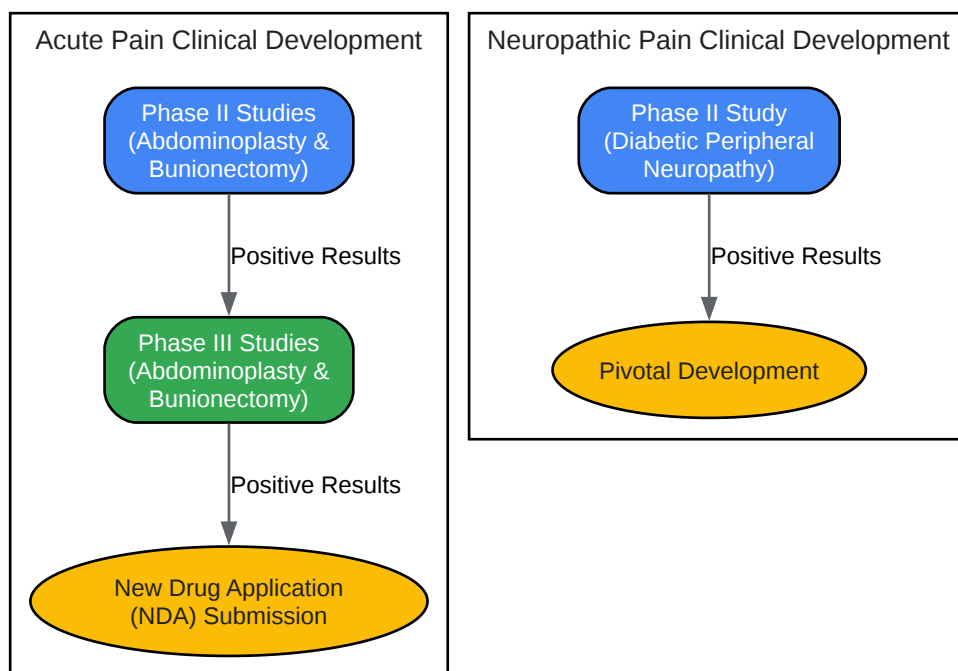 Acute Pain Clinical Development
Phase II Studies
(Abdominoplasty &
Bunionectomy)
Positive Results
Phase III Studies
(Abdominoplasty &
Bunionectomy)
Positive Results
New Drug Application
(NDA) Submission
Neuropathic Pain Clinical Development
Phase II Study
(Diabetic Peripheral
Neuropathy)
Positive Results
Pivotal Development